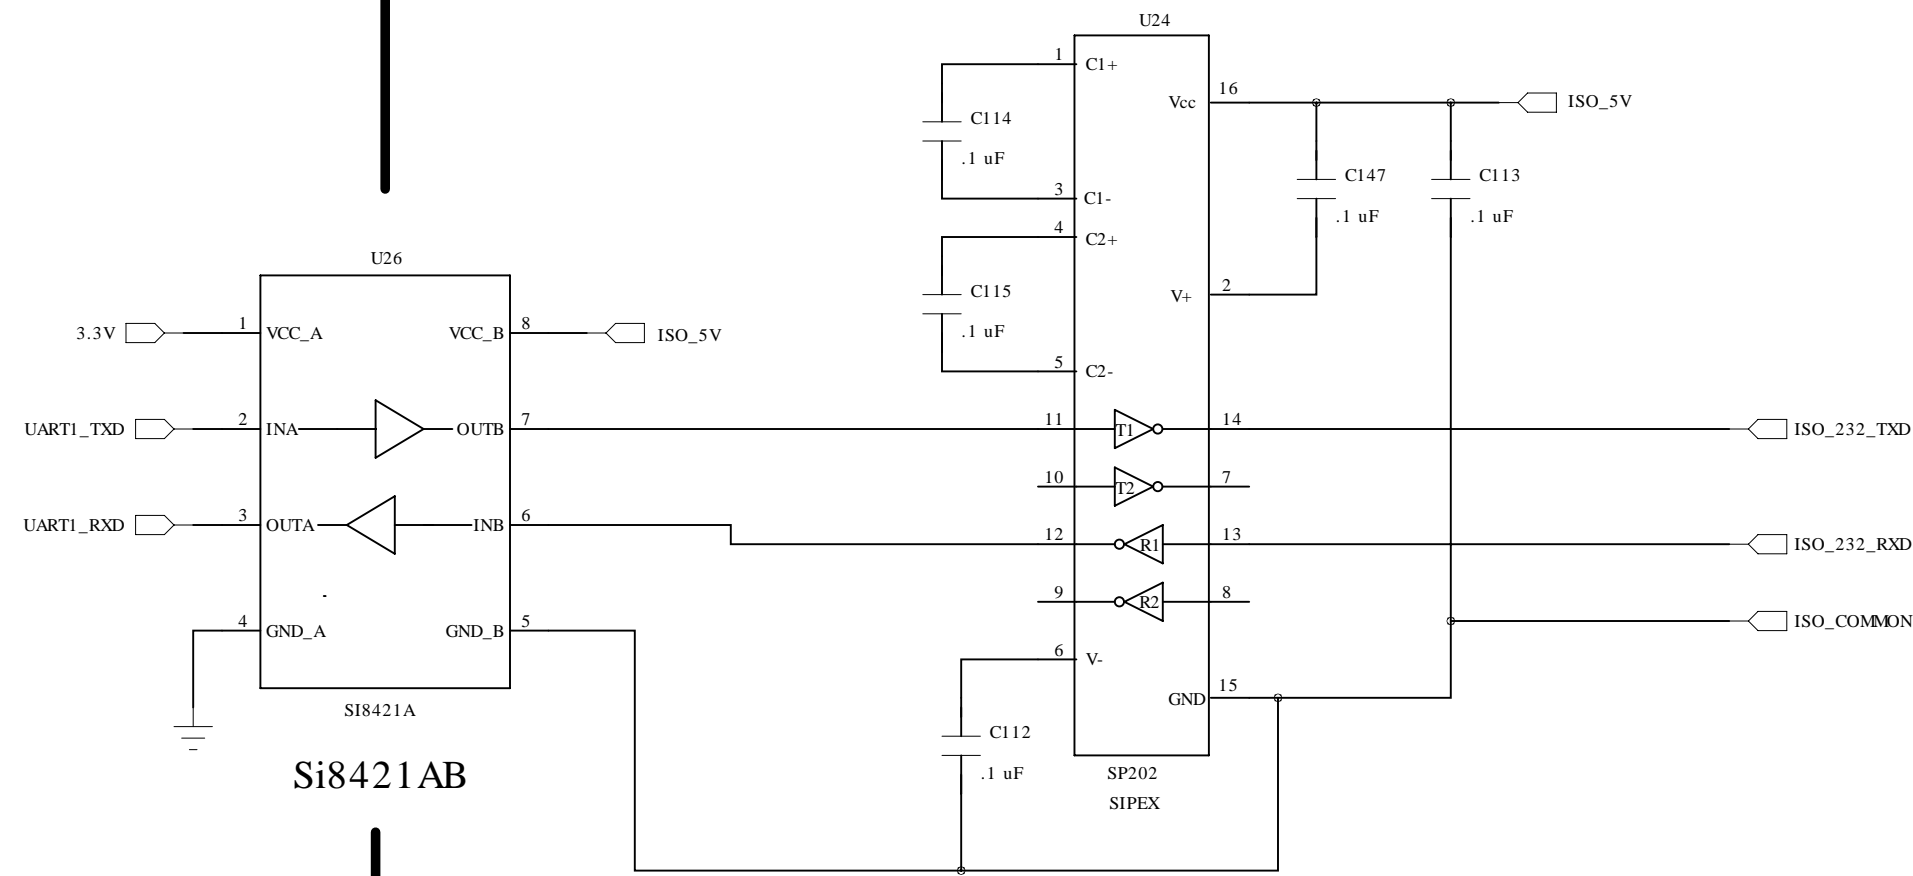 U24
1
C1+
16
Vcc
ISO_5V
C114
.1 uF
C147
.1 uF
C113
.1 uF
3
C1-
4
C2+
U26
C115
.1 uF
2
V+
3.3V
1
VCC_A
VCC_B
8
ISO_5V
5
C2-
UART1_TXD
2
INA
OUTB
7
11
T1
14
ISO_232_TXD
10
T2
7
UART1_RXD
3
OUTA
INB
6
12
R1
13
ISO_232_RXD
9
R2
8
4
GND_A
GND_B
5
ISO_COMMON
6
V-
15
GND
SI8421A
C112
.1 uF
Si8421AB
SP202
SIPEX